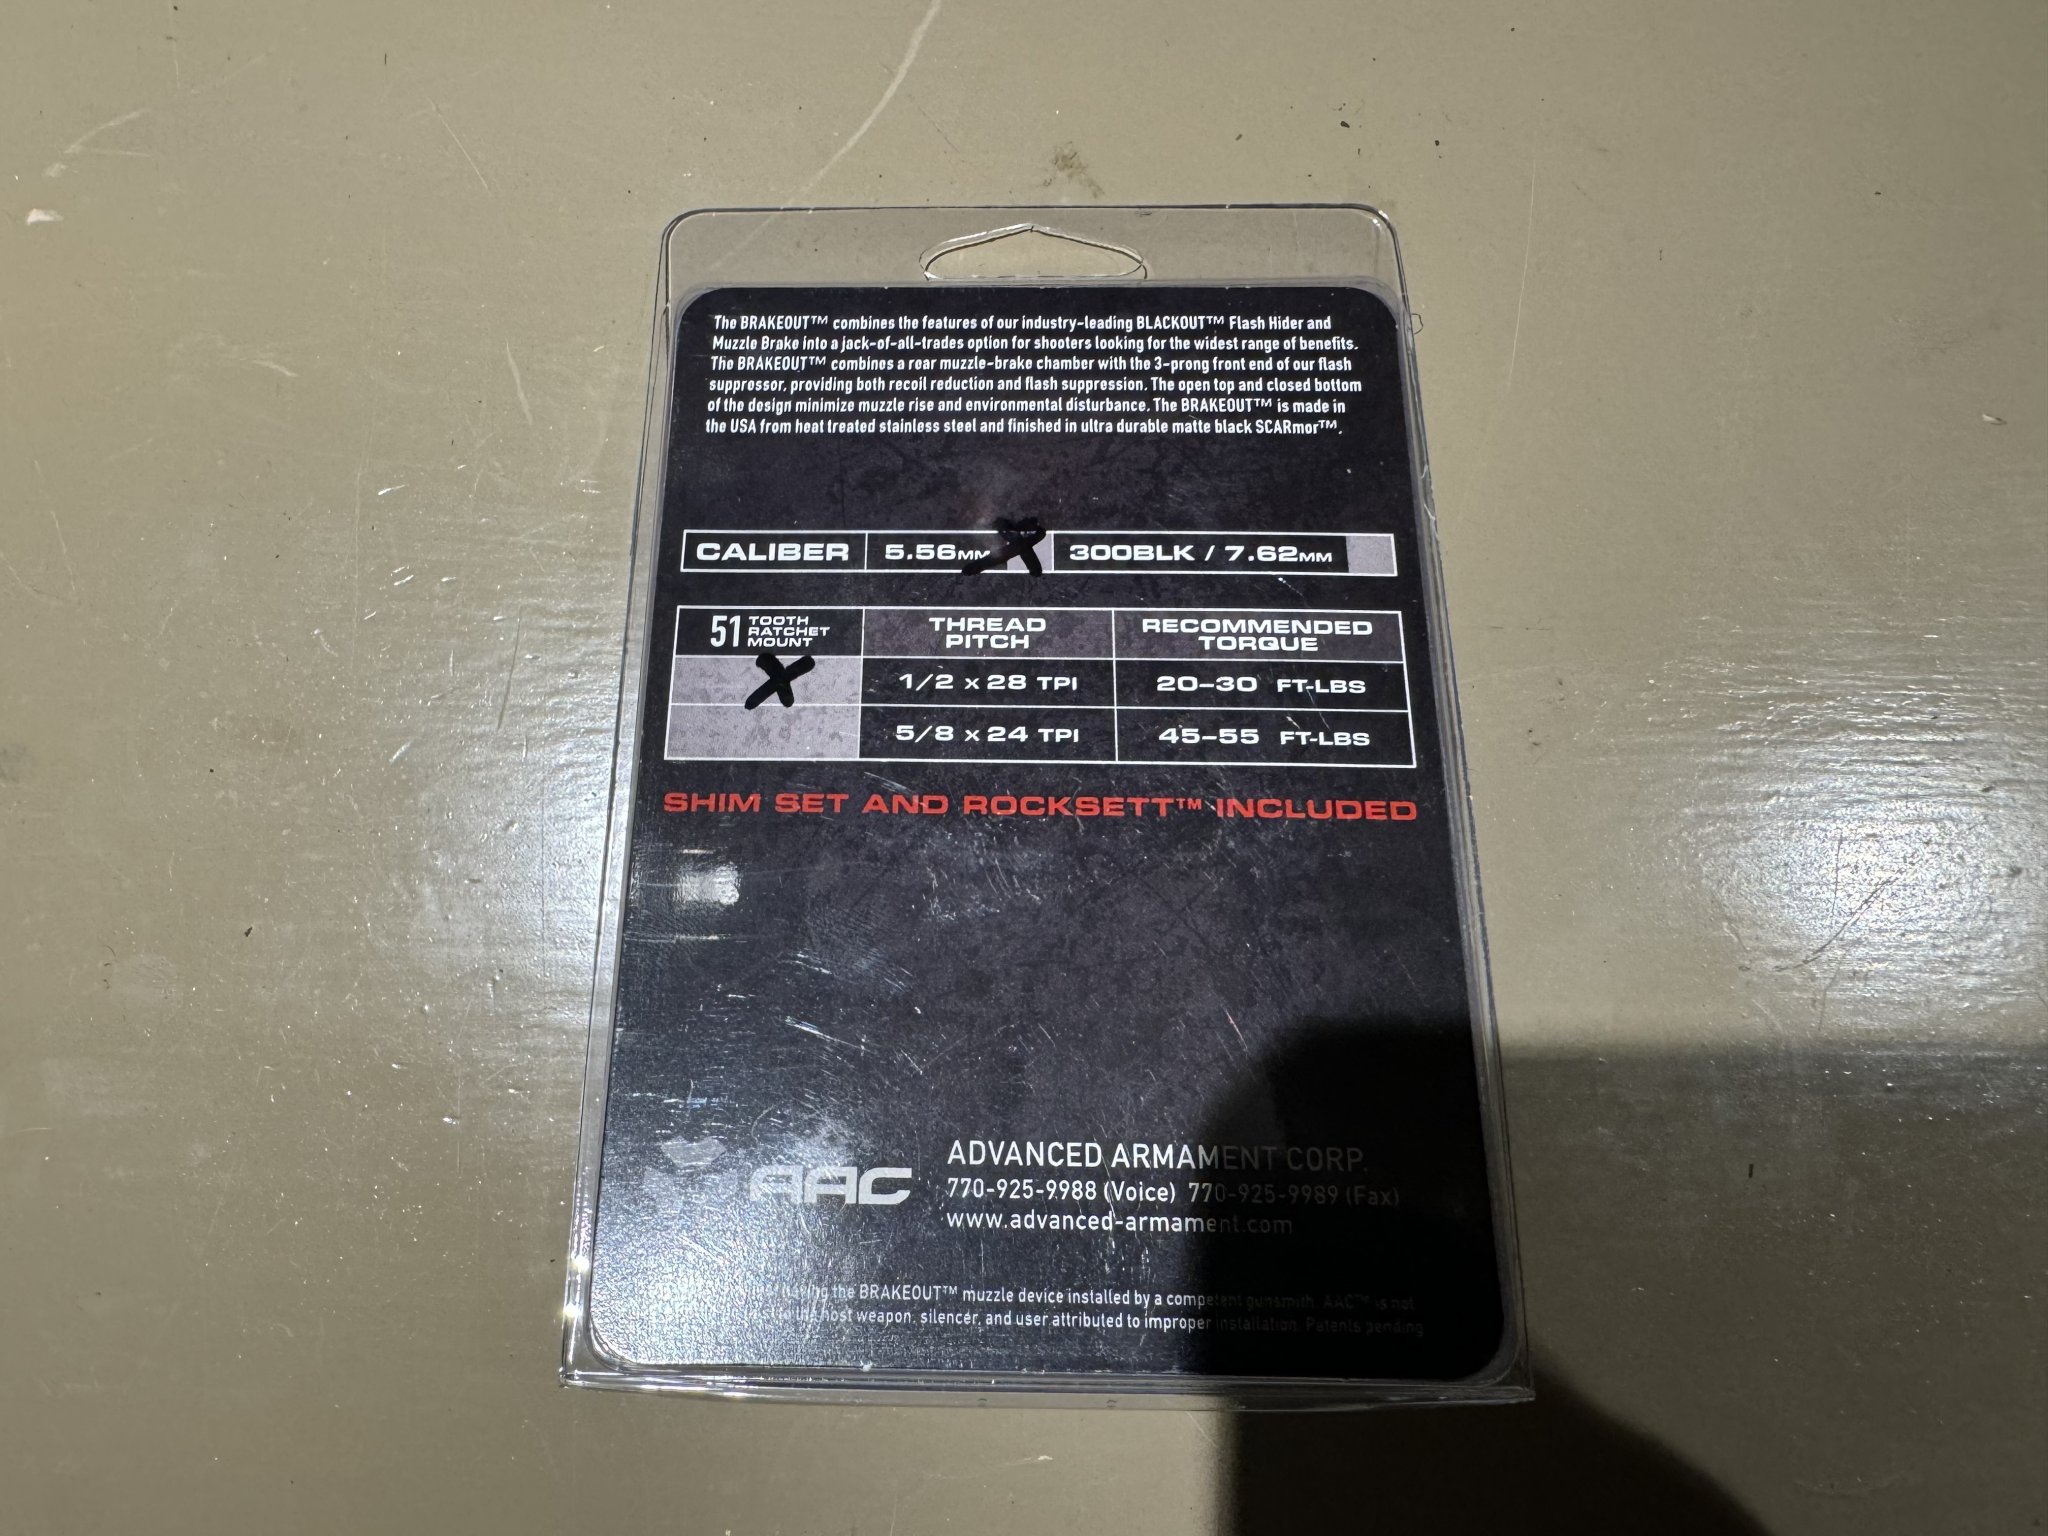 The BRAKEOUT™ combines the features of our industry-leading BLACKOUT™ Flash Hider and
Muzzle Brake into a jack-of-all-trades option for shooters looking for the widest range of benefits.
The BRAKEOUT™ combines a rear muzzle-brake chamber with the 3-prong front end of our flash
suppressor, providing both recoil reduction and flash suppression. The open top and closed bottom
of the design minimize muzzle rise and environmental disturbance. The BRAKEOUT™ is made in
the USA from heat treated stainless steel and finished in ultra durable matte black SCARmor™.
CALIBER 5.56MM X 300BLK / 7.62MM
51 TOOTH RATCHET MOUNT THREAD PITCH RECOMMENDED TORQUE
X 1/2 x 28 TPI 20-30 FT-LBS
5/8 x 24 TPI 45-55 FT-LBS
SHIM SET AND ROCKSETT™ INCLUDED
AAC
ADVANCED ARMAMENT CORP.
770-925-9988 (Voice) 770-925-9989 (Fax)
www.advanced-armament.com
the BRAKEOUT™ muzzle device installed by a competent gunsmith. AAC™ is not
host weapon, silencer, and user attributed to improper installation. Patents pending